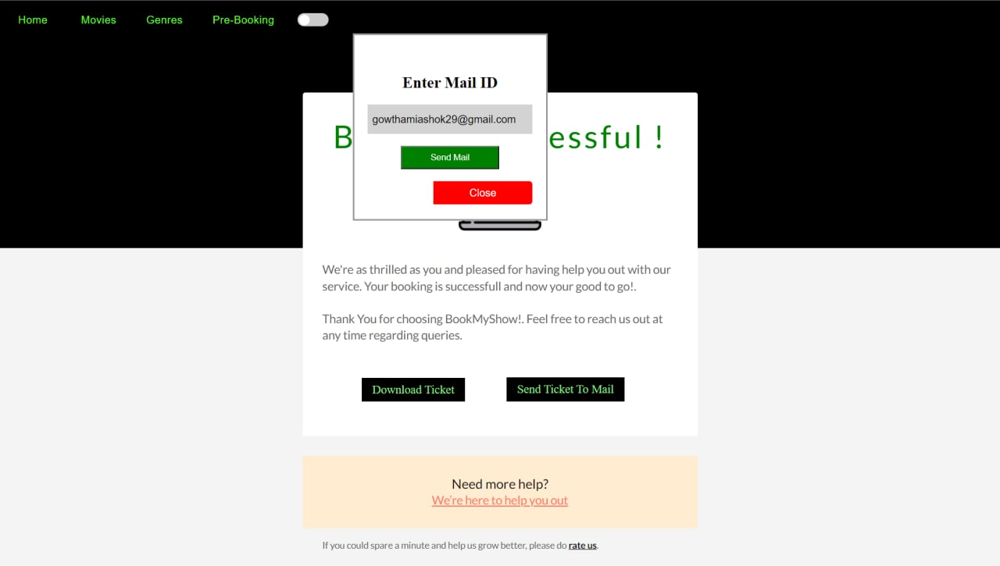 Home Movies Genres Pre-Booking
Enter Mail ID
gowthamiashok29@gmail.com
B essful !
Send Mail
Close
We're as thrilled as you and pleased for having help you out with our
service. Your booking is successfull and now your good to go!.
Thank You for choosing BookMyShow!. Feel free to reach us out at
any time regarding queries.
Download Ticket Send Ticket To Mail
Need more help?
We're here to help you out
If you could spare a minute and help us grow better, please do rate us.